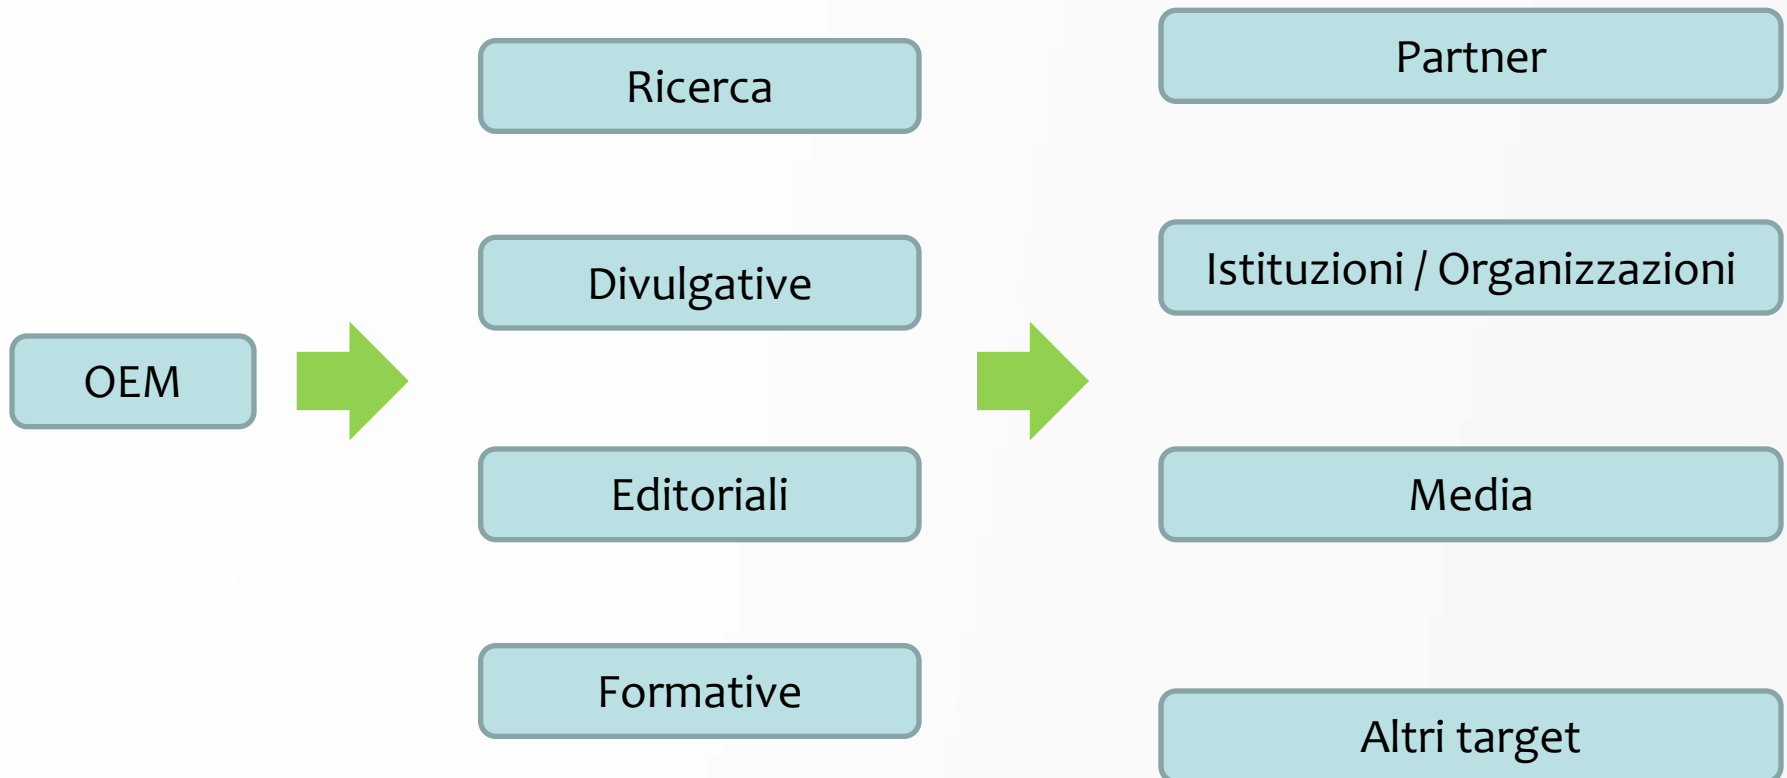 OEM
Ricerca
Divulgative
Editoriali
Formative
Partner
Istituzioni / Organizzazioni
Media
Altri target